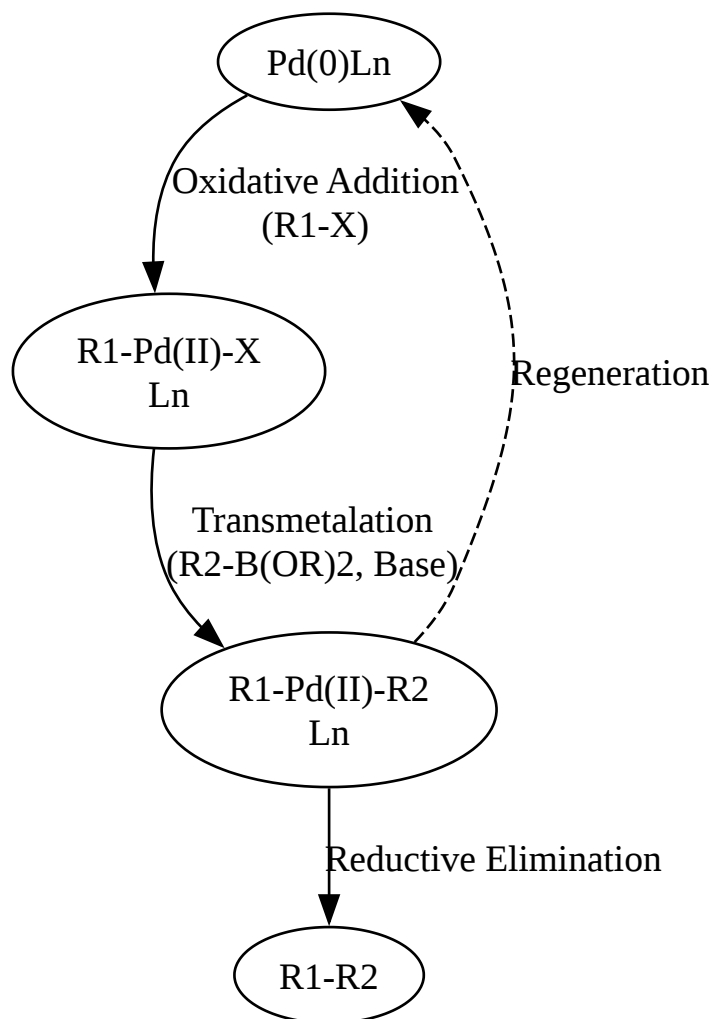 Pd(0)Ln
Oxidative Addition
(R1-X)
R1-Pd(II)-X
Ln
Regeneration
Transmetalation
(R2-B(OR)2, Base)
R1-Pd(II)-R2
Ln
Reductive Elimination
R1-R2